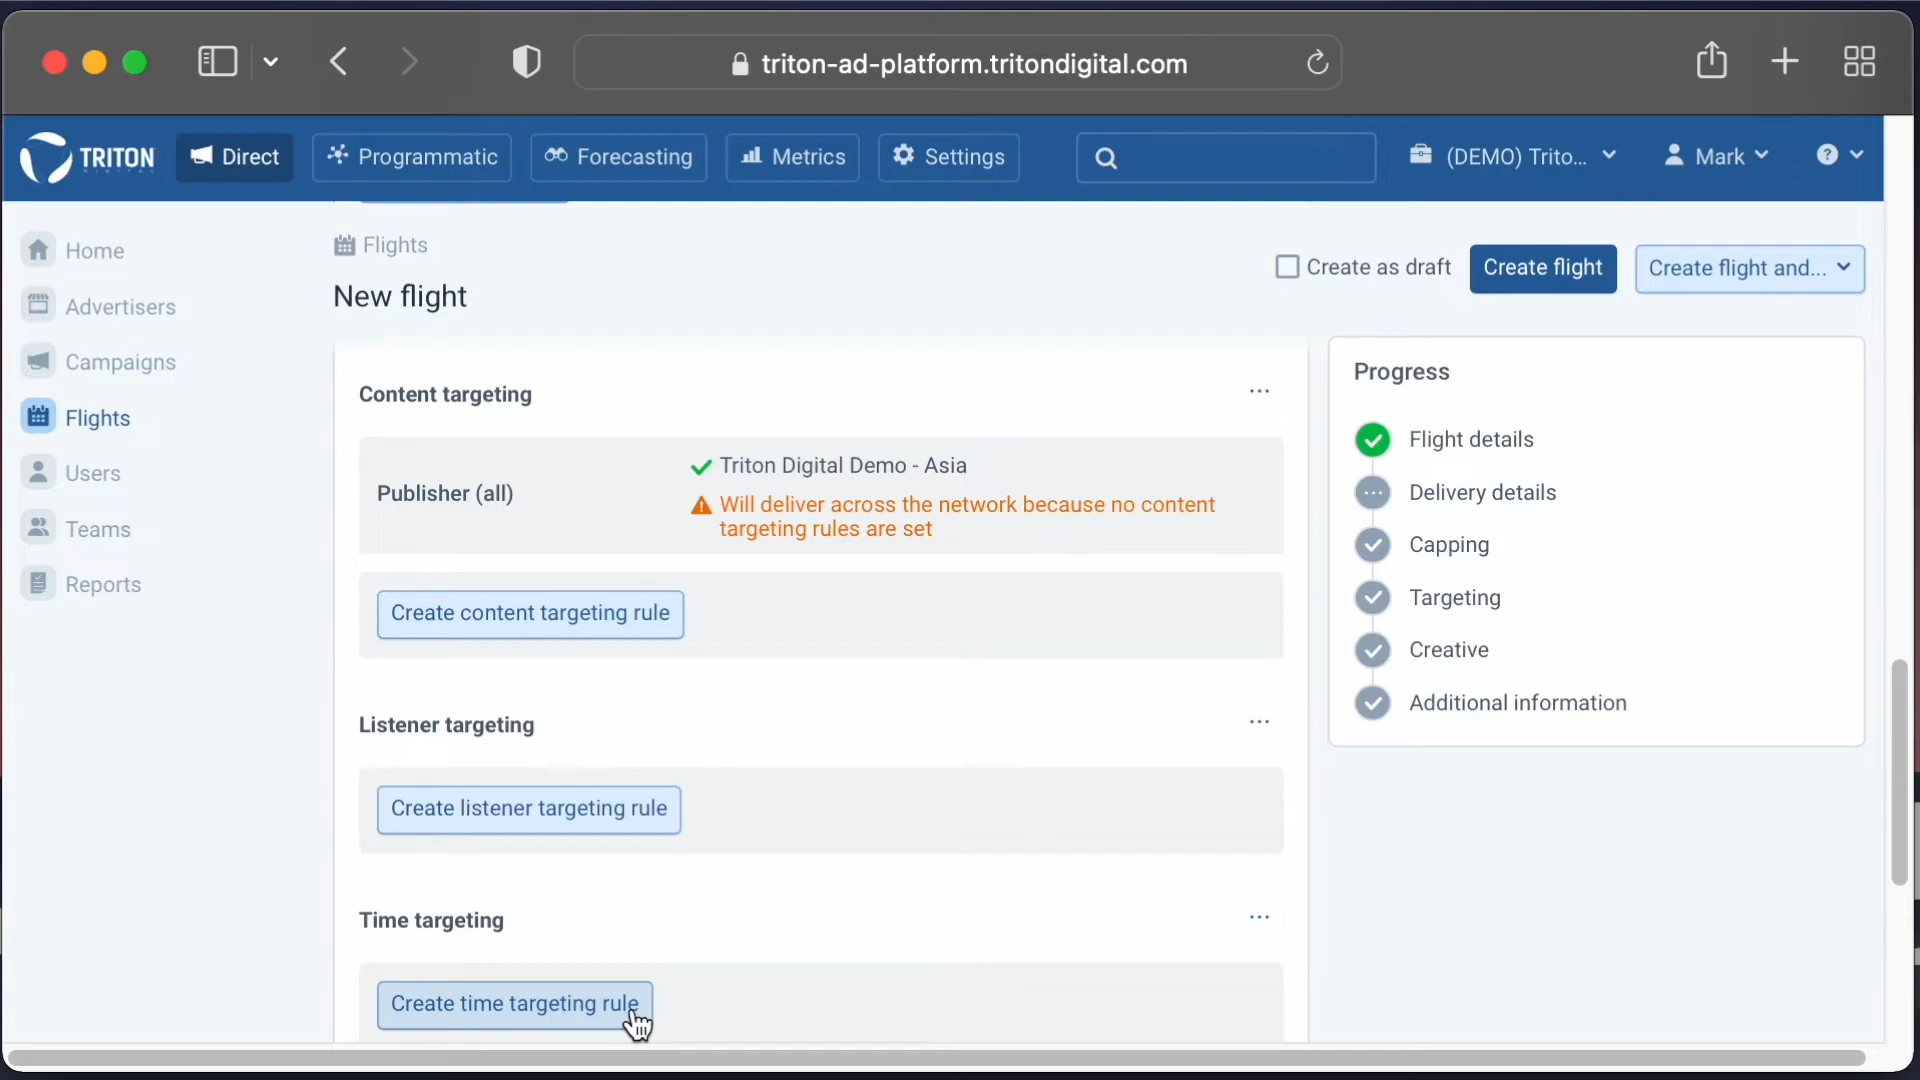 triton-ad-platform.tritondigital.com
TRITON
DIGITAL
Direct
Programmatic
Forecasting
Metrics
Settings
(DEMO) Trito...
Mark
?
Home
Advertisers
Campaigns
Flights
Users
Teams
Reports
Flights
New flight
Create as draft
Create flight
Create flight and...
Content targeting
...
Publisher (all)
Triton Digital Demo - Asia
Will deliver across the network because no content
targeting rules are set
Create content targeting rule
Listener targeting
...
Create listener targeting rule
Time targeting
...
Create time targeting rule
Progress
Flight details
Delivery details
Capping
Targeting
Creative
Additional information